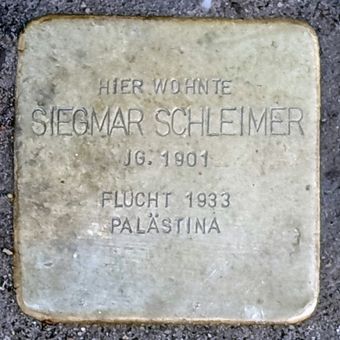 HIER WOHNTE
SIEGMAR SCHLEIMER
JG. 1901
FLUCHT 1933
PALÄSTINA